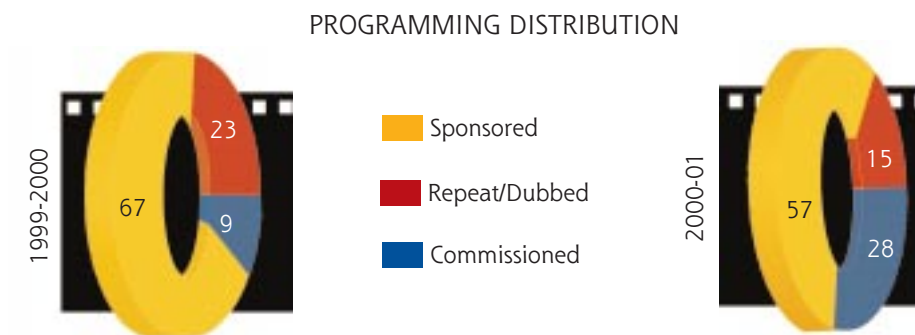 PROGRAMMING DISTRIBUTION
1999-2000
67
23
9
Sponsored
Repeat/Dubbed
Commissioned
2000-01
57
15
28